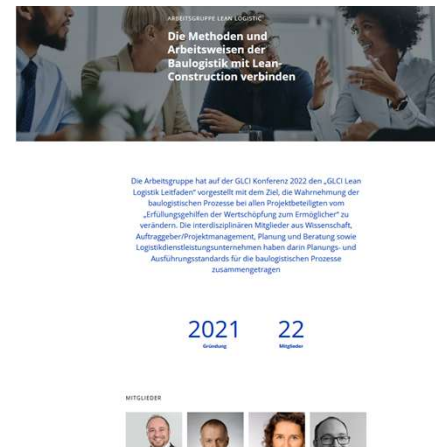 ARBEITSGRUPPE LEAN LOGISTIC
Die Methoden und
Arbeitsweisen der
Baulogistik mit Lean-
Construction verbinden
Die Arbeitsgruppe hat auf der GLCI Konferenz 2022 den „GLCI Lean
Logistik Leitfaden“ vorgestellt mit dem Ziel, die Wahrnehmung der
baulogistischen Prozesse bei allen Projektbeteiligten vom
„Erfüllungsgehilfen der Wertschöpfung zum Ermöglicher“ zu
verändern. Die interdisziplinären Mitglieder aus Wissenschaft,
Auftraggeber/Projektmanagement, Planung und Beratung sowie
Logistikdienstleistungsunternehmen haben darin Planungs- und
Ausführungsstandards für die baulogistischen Prozesse
zusammengetragen
2021 22
Gründung Mitglieder
MITGLIEDER